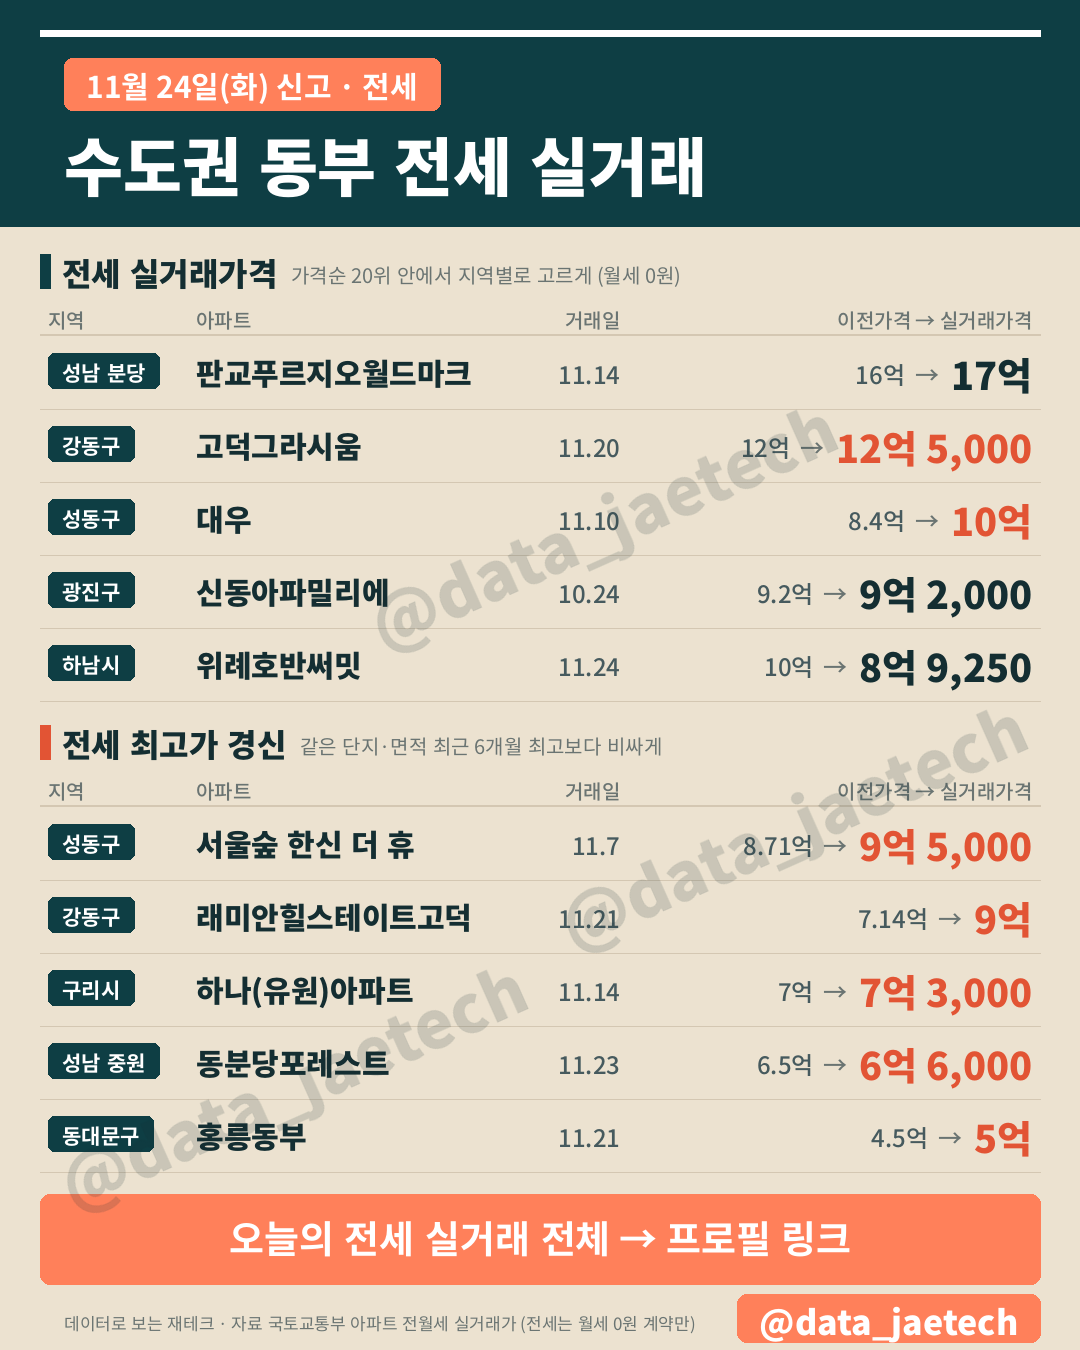 11월 24일(화) 신고 · 전세
수도권 동부 전세 실거래
전세 실거래가격 가격순 20위 안에서 지역별로 고르게 (월세 0원)
지역 아파트 거래일 이전가격 → 실거래가격
성남 분당 판교푸르지오월드마크 11.14 16억 → 17억
강동구 고덕그라시움 11.20 12억 → 12억 5,000
성동구 대우 11.10 8.4억 → 10억
광진구 신동아파밀리에 10.24 9.2억 → 9억 2,000
하남시 위례호반써밋 11.24 10억 → 8억 9,250
전세 최고가 경신 같은 단지·면적 최근 6개월 최고보다 비싸게
지역 아파트 거래일 이전가격 → 실거래가격
성동구 서울숲 한신 더 휴 11.7 8.71억 → 9억 5,000
강동구 래미안힐스테이트고덕 11.21 7.14억 → 9억
구리시 하나(유원)아파트 11.14 7억 → 7억 3,000
성남 중원 동분당포레스트 11.23 6.5억 → 6억 6,000
동대문구 홍릉동부 11.21 4.5억 → 5억
오늘의 전세 실거래 전체 → 프로필 링크
데이터로 보는 재테크 · 자료 국토교통부 아파트 전월세 실거래가 (전세는 월세 0원 계약만)
@data_jaetech
@data_jaetech
@data_jaetech
@data_jaetech